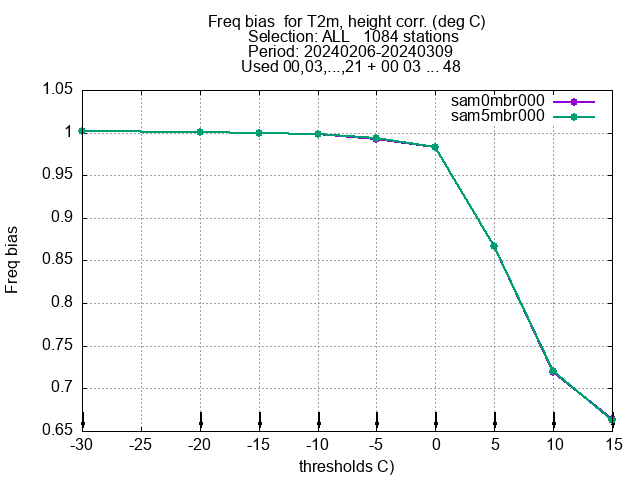 Freq bias  for T2m, height corr. (deg C)
Selection: ALL   1084 stations
Period: 20240206-20240309
Used 00,03,...,21 + 00 03 ... 48
sam0mbr000
sam5mbr000
1.05
1
0.95
0.9
0.85
0.8
0.75
0.7
0.65
Freq bias
-30 -25 -20 -15 -10 -5 0 5 10 15
thresholds C)